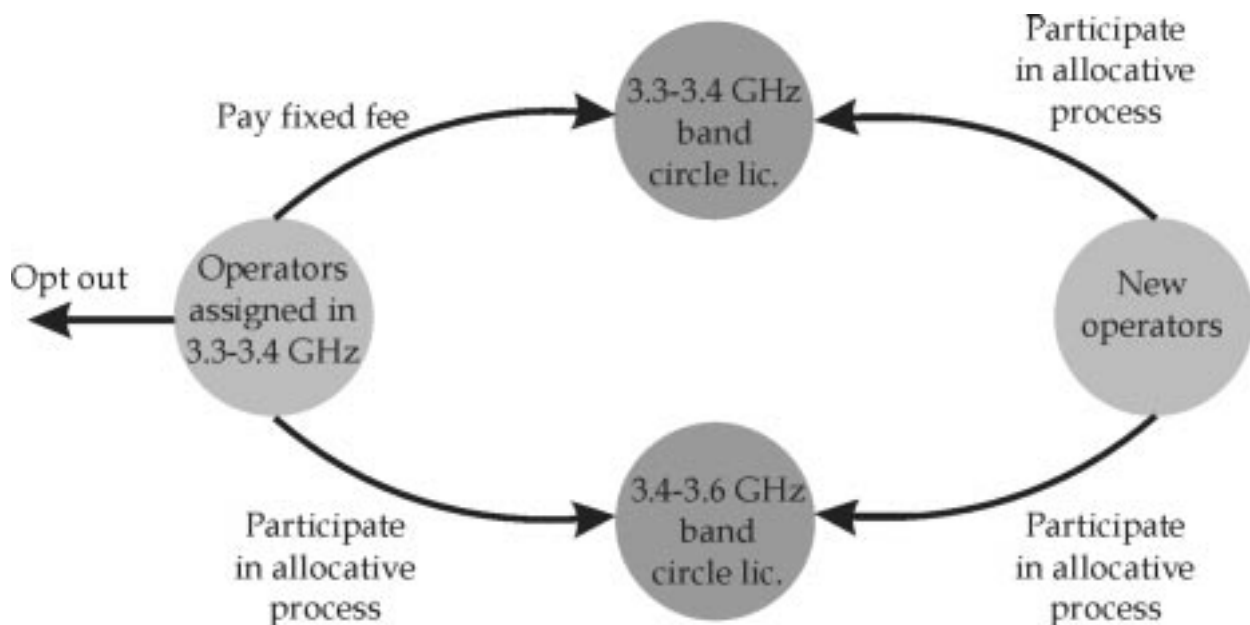 Participate
in allocative
process
Pay fixed fee
3.3-3.4 GHz
band
circle lic.
Opt out
Operators
assigned in
3.3-3.4 GHz
New
operators
3.4-3.6 GHz
band
circle lic.
Participate
in allocative
process
Participate
in allocative
process